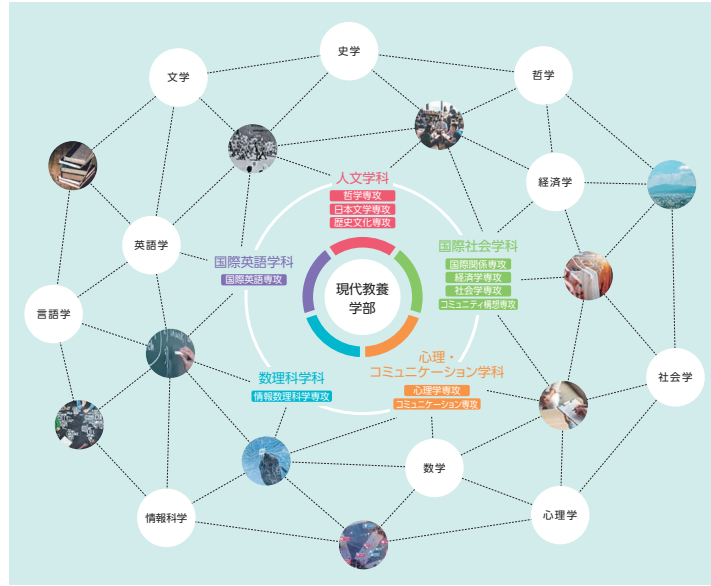 史学
文学
哲学
人文学科
哲学専攻
日本文学専攻
歴史文化専攻
経済学
英語学
国際英語学科
国際英語専攻
国際社会学科
国際関係専攻
経済学専攻
社会学専攻
コミュニティ構想専攻
現代教養
学部
言語学
数理科学科
情報数理科学専攻
心理・
コミュニケーション学科
心理学専攻
コミュニケーション専攻
社会学
数学
情報科学
心理学